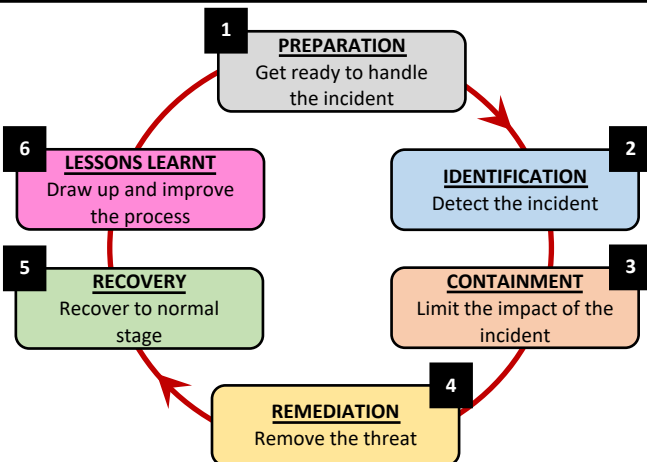 1
PREPARATION
Get ready to handle
the incident
2
IDENTIFICATION
Detect the incident
3
CONTAINMENT
Limit the impact of the
incident
4
REMEDIATION
Remove the threat
5
RECOVERY
Recover to normal
stage
6
LESSONS LEARNT
Draw up and improve
the process